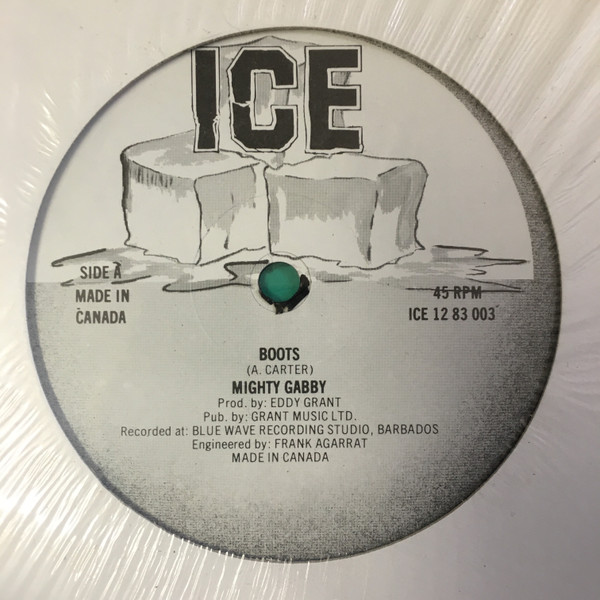 ICE
SIDE A
MADE IN
CANADA
45 RPM
ICE 12 83 003
BOOTS
(A. CARTER)
MIGHTY GABBY
Prod. by: EDDY GRANT
Pub. by: GRANT MUSIC LTD.
Recorded at: BLUE WAVE RECORDING STUDIO, BARBADOS
Engineered by: FRANK AGARRAT
MADE IN CANADA